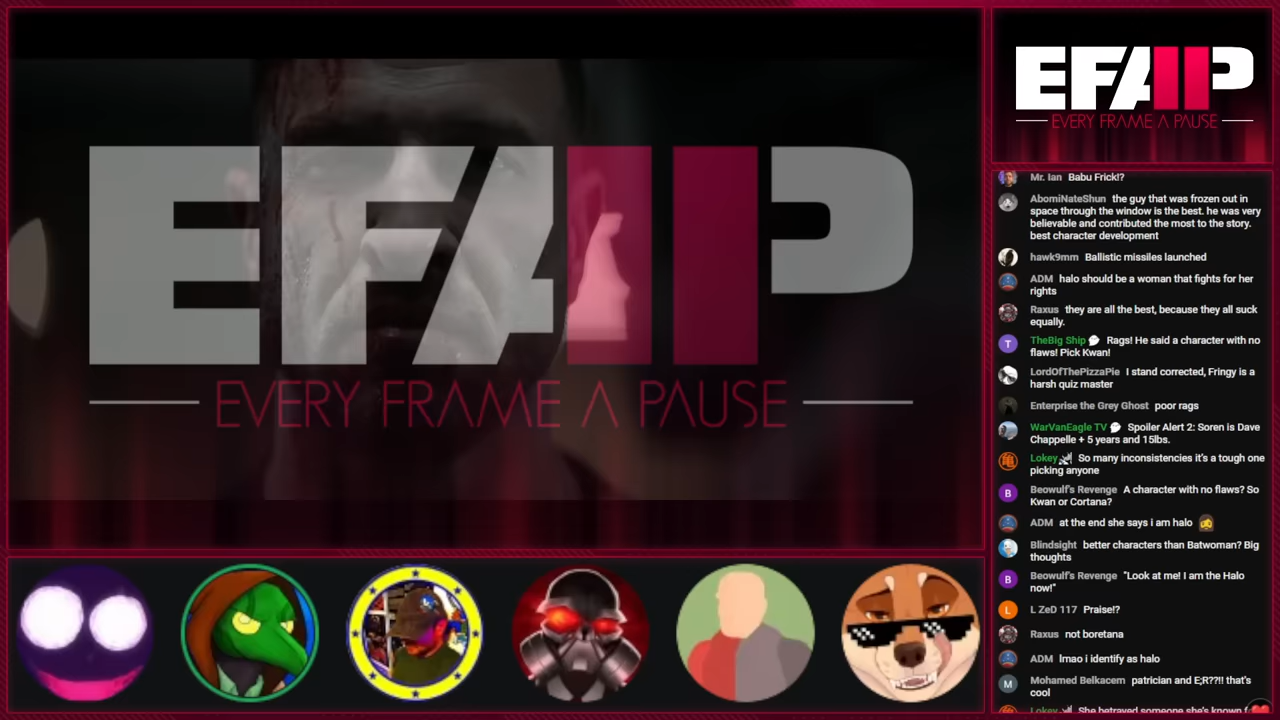 EFAP
EVERY FRAME A PAUSE
EFAP
EVERY FRAME A PAUSE
Mr. Ian Babu Frick!?
AbomiNateShun the guy that was frozen out in
space through the window is the best. he was very
believable and contributed the most to the story.
best character development
hawk9mm Ballistic missiles launched
ADM halo should be a woman that fights for her
rights
Raxus they are all the best, because they all suck
equally.
T
TheBig Ship Rags! He said a character with no
flaws! Pick Kwan!
LordOfThePizzaPie I stand corrected, Fringy is a
harsh quiz master
Enterprise the Grey Ghost poor rags
WarVanEagle TV Spoiler Alert 2: Soren is Dave
Chappelle + 5 years and 15lbs.
Lokey So many inconsistencies it's a tough one
picking anyone
B
Beowulf's Revenge A character with no flaws? So
Kwan or Cortana?
ADM at the end she says i am halo
Blindsight better characters than Batwoman? Big
thoughts
B
Beowulf's Revenge "Look at me! I am the Halo
now!"
L
L ZeD 117 Praise!?
Raxus not boretana
ADM lmao i identify as halo
M
Mohamed Belkacem patrician and E;R??!! that's
cool
Lokey She betrayed someone she's known